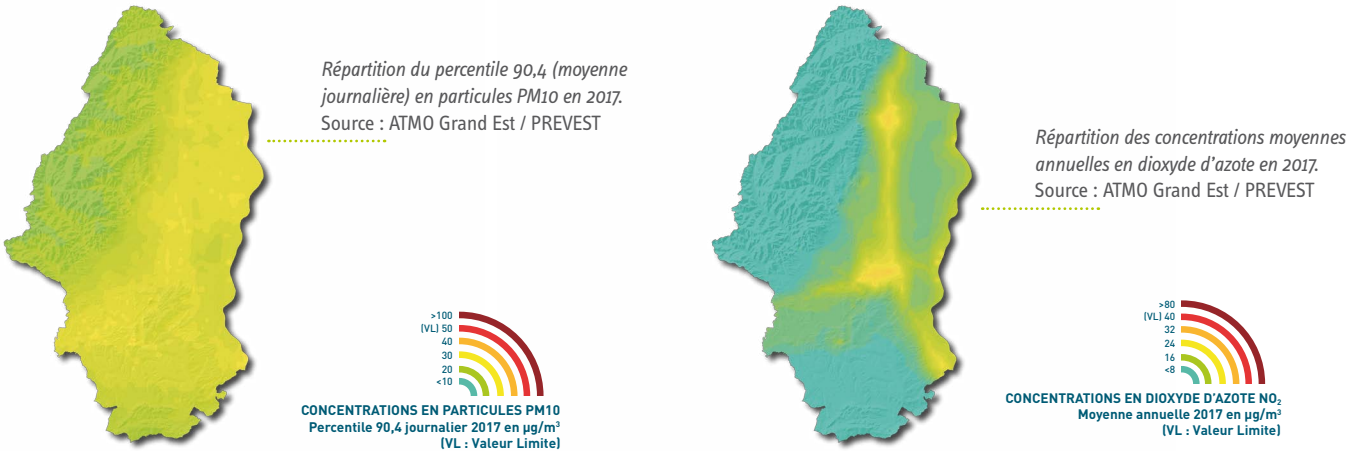 Répartition du percentile 90,4 (moyenne
journalière) en particules PM10 en 2017.
Source : ATMO Grand Est / PREVEST
>100
(VL) 50
40
30
20
<10
CONCENTRATIONS EN PARTICULES PM10
Percentile 90,4 journalier 2017 en µg/m³
(VL : Valeur Limite)
Répartition des concentrations moyennes
annuelles en dioxyde d'azote en 2017.
Source : ATMO Grand Est / PREVEST
>80
(VL) 40
32
24
16
<8
CONCENTRATIONS EN DIOXYDE D'AZOTE NO₂
Moyenne annuelle 2017 en µg/m³
(VL : Valeur Limite)